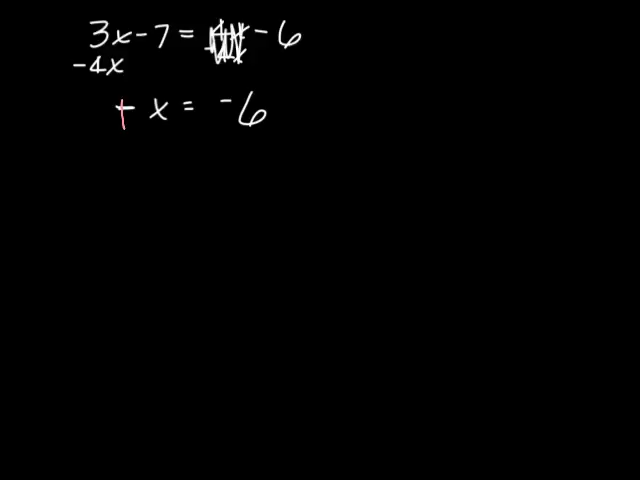 3x - 7 = - 6
-4x
+ x = -6